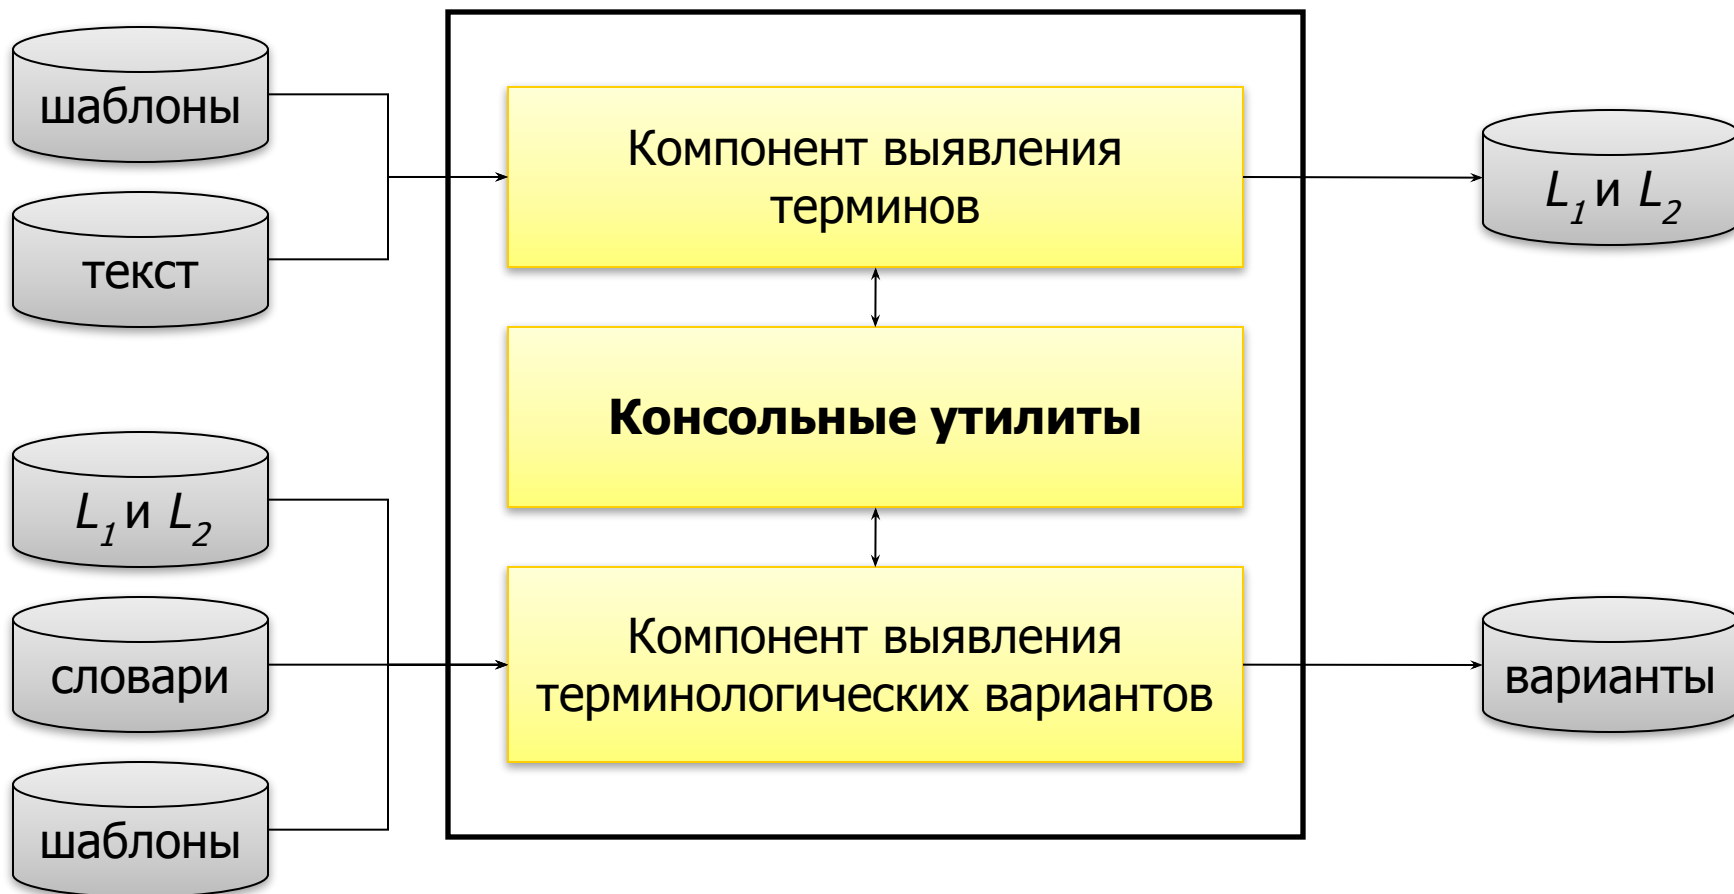 шаблоны
текст
Компонент выявления
терминов
L₁ и L₂
Консольные утилиты
L₁ и L₂
словари
шаблоны
Компонент выявления
терминологических вариантов
варианты